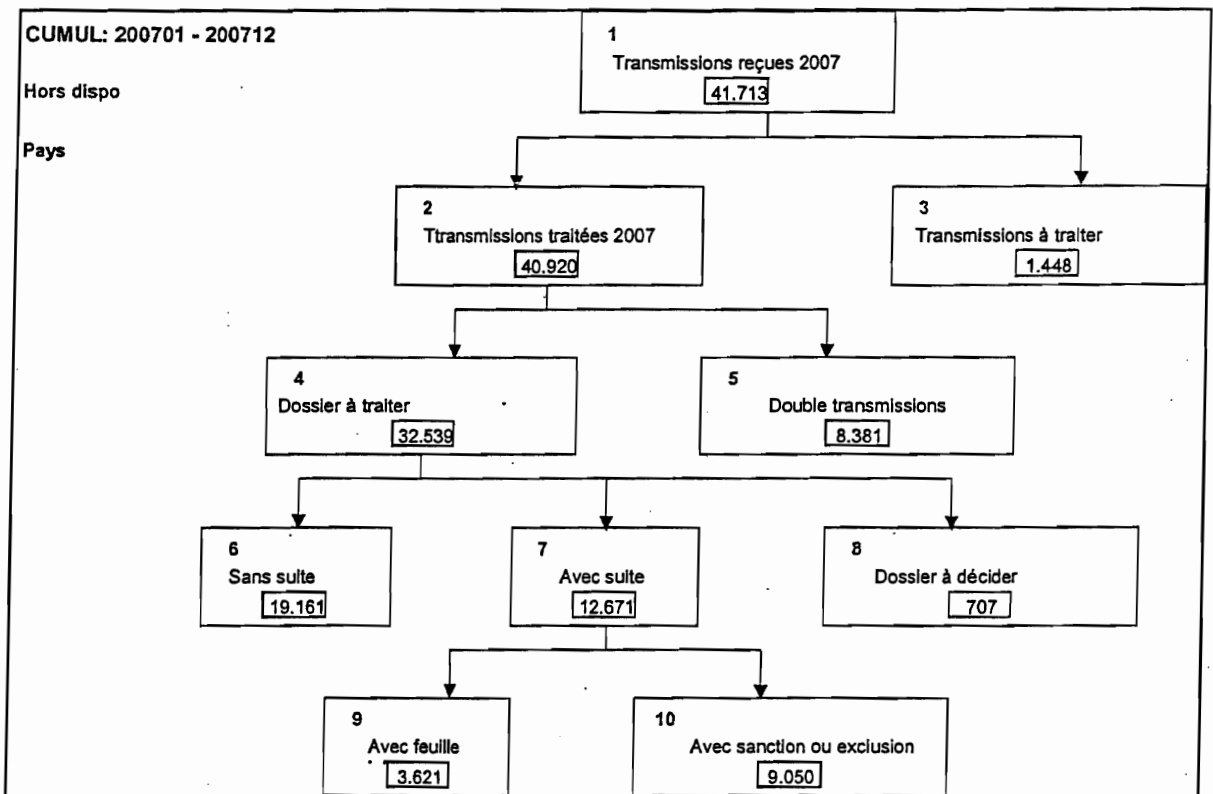 CUMUL: 200701 - 200712
Hors dispo
Pays
1
Transmissions reçues 2007
41.713
2
Ttransmissions traitées 2007
40.920
3
Transmissions à traiter
1.448
4
Dossier à traiter
32.539
5
Double transmissions
8.381
6
Sans suite
19.161
7
Avec suite
12.671
8
Dossier à décider
707
9
Avec feuille
3.621
10
Avec sanction ou exclusion
9.050